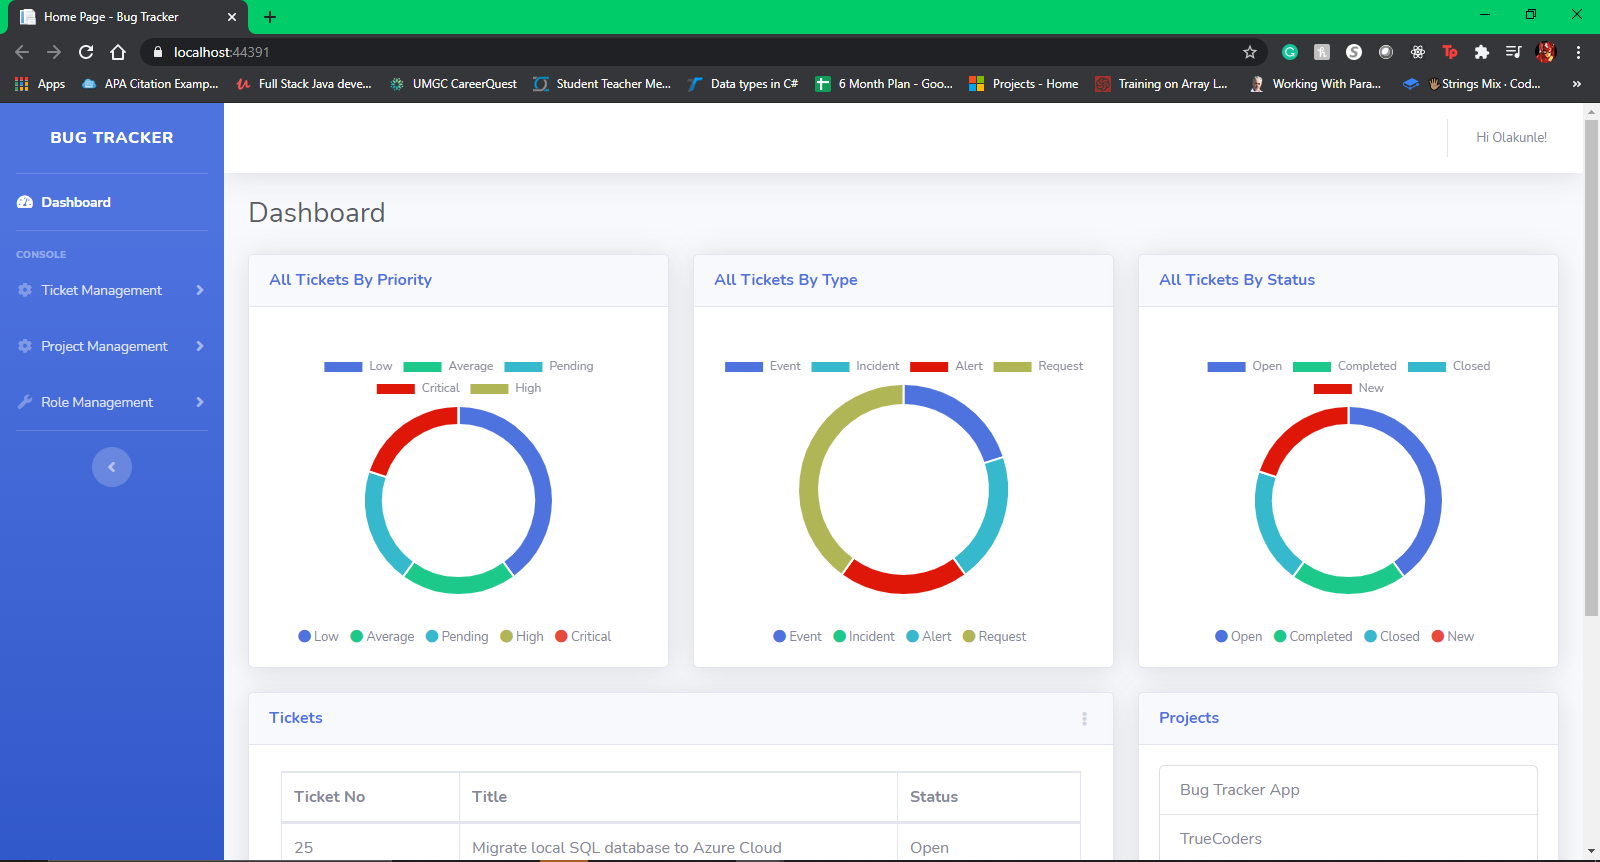 Home Page - Bug Tracker
localhost:44391
Apps APA Citation Examp... Full Stack Java deve... UMGC CareerQuest Student Teacher Me... Data types in C# 6 Month Plan - Goo... Projects - Home Training on Array L... Working With Para... Strings Mix · Cod... »
BUG TRACKER
Hi Olakunle!
Dashboard
CONSOLE
Ticket Management
Project Management
Role Management
Dashboard
All Tickets By Priority
Low Average Pending
Critical High
Low Average Pending High Critical
All Tickets By Type
Event Incident Alert Request
Event Incident Alert Request
All Tickets By Status
Open Completed Closed
New
Open Completed Closed New
Tickets
Ticket No Title Status
25 Migrate local SQL database to Azure Cloud Open
Projects
Bug Tracker App
TrueCoders